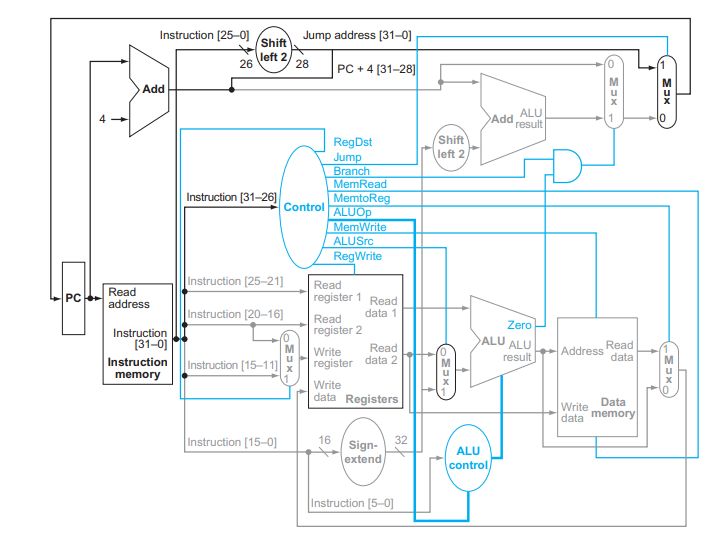 Instruction [25–0]
Shift
left 2
Jump address [31–0]
26
28
PC + 4 [31–28]
Add
4
0
M
u
x
1
1
M
u
x
0
Add
ALU
result
Shift
left 2
RegDst
Jump
Branch
MemRead
MemtoReg
ALUOp
MemWrite
ALUSrc
RegWrite
Instruction [31–26]
Control
PC
Read
address
Instruction
[31–0]
Instruction
memory
Instruction [25–21]
Instruction [20–16]
Instruction [15–11]
0
M
u
x
1
Read
register 1
Read
data 1
Read
register 2
Write
register
Read
data 2
Write
data
Registers
0
M
u
x
1
Zero
ALU
ALU
result
Address
Read
data
Write
data
Data
memory
1
M
u
x
0
Instruction [15–0]
16
Sign-
extend
32
ALU
control
Instruction [5–0]